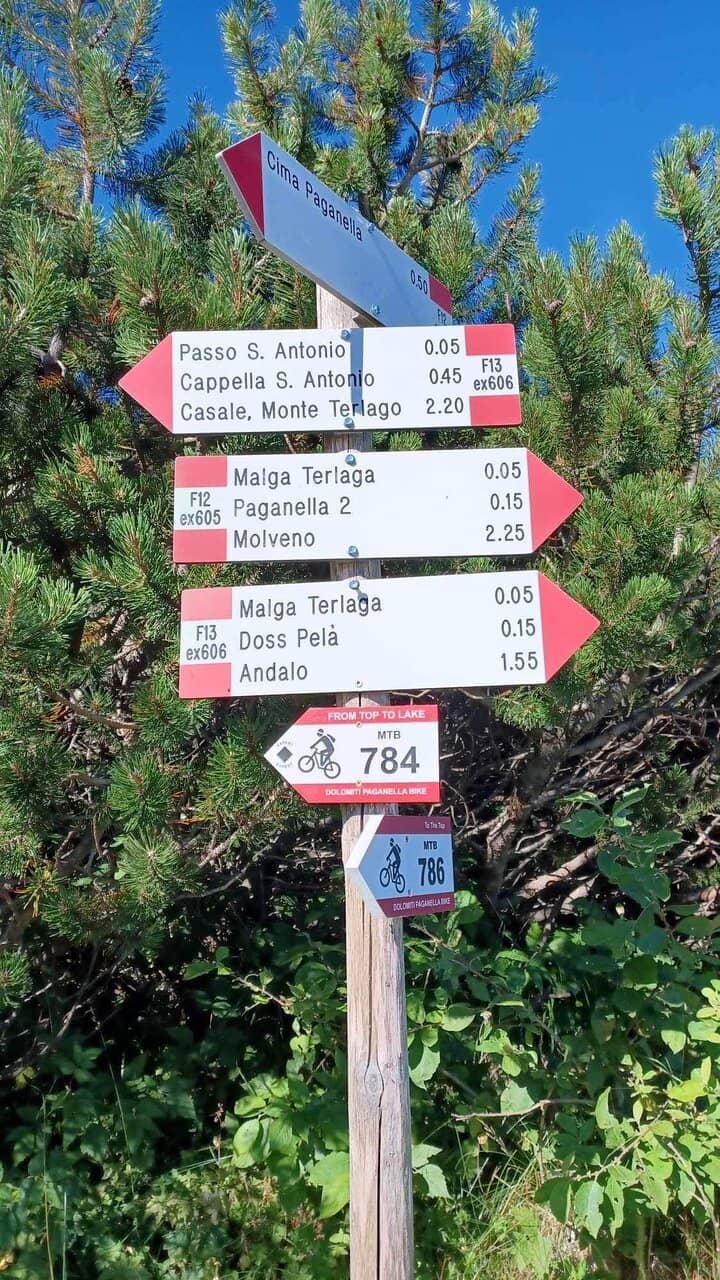 Cima Paganella 0.50
F12
Passo S. Antonio 0.05
Cappella S. Antonio 0.45
Casale, Monte Terlago 2.20
F13
ex606
F12
ex605
Malga Terlaga 0.05
Paganella 2 0.15
Molveno 2.25
F13
ex606
Malga Terlaga 0.05
Doss Pelà 0.15
Andalo 1.55
FROM TOP TO LAKE
MTB
784
DOLOMITI PAGANELLA BIKE
To The Top
MTB
786
DOLOMITI PAGANELLA BIKE